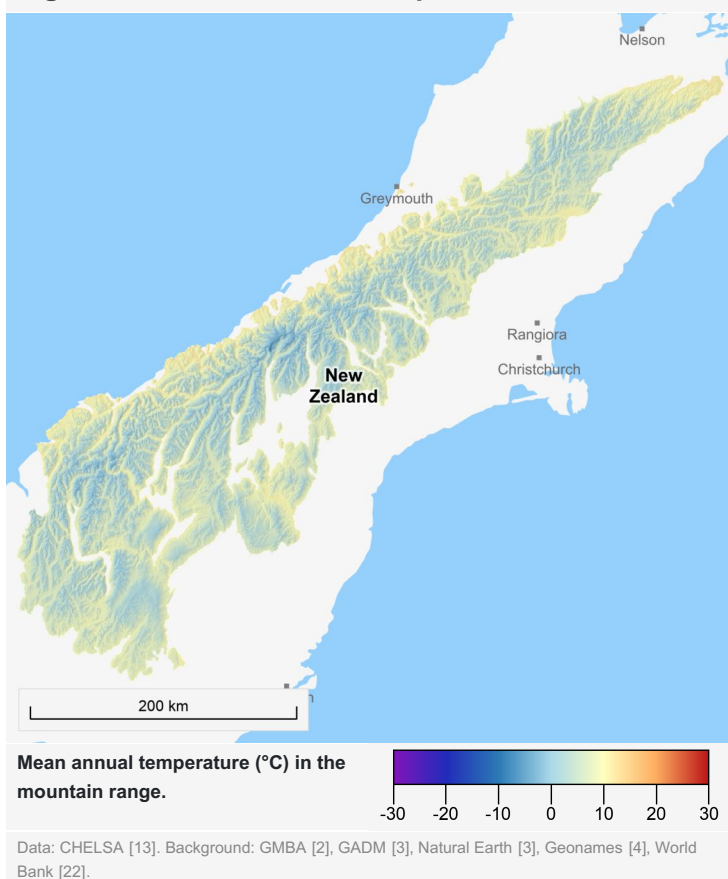 Nelson
Greymouth
Rangiora
Christchurch
New
Zealand
200 km
Mean annual temperature (°C) in the
mountain range.
-30 -20 -10 0 10 20 30
Data: CHELSA [13]. Background: GMBA [2], GADM [3], Natural Earth [3], Geonames [4], World
Bank [22].